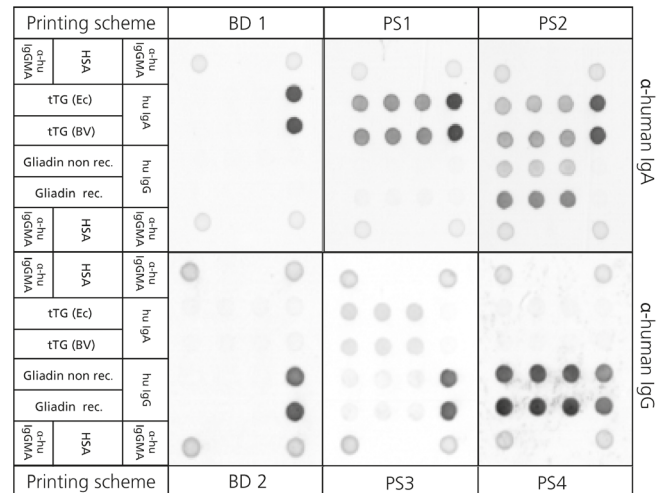 Printing scheme BD 1 PS1 PS2
α-hu IgGMA HSA α-hu IgGMA
tTG (Ec)
tTG (BV)
hu IgA
Gliadin non rec.
Gliadin rec.
hu IgG
α-hu IgGMA HSA α-hu IgGMA
α-human IgA
α-hu IgGMA HSA α-hu IgGMA
tTG (Ec)
tTG (BV)
hu IgA
Gliadin non rec.
Gliadin rec.
hu IgG
α-hu IgGMA HSA α-hu IgGMA
α-human IgG
Printing scheme BD 2 PS3 PS4